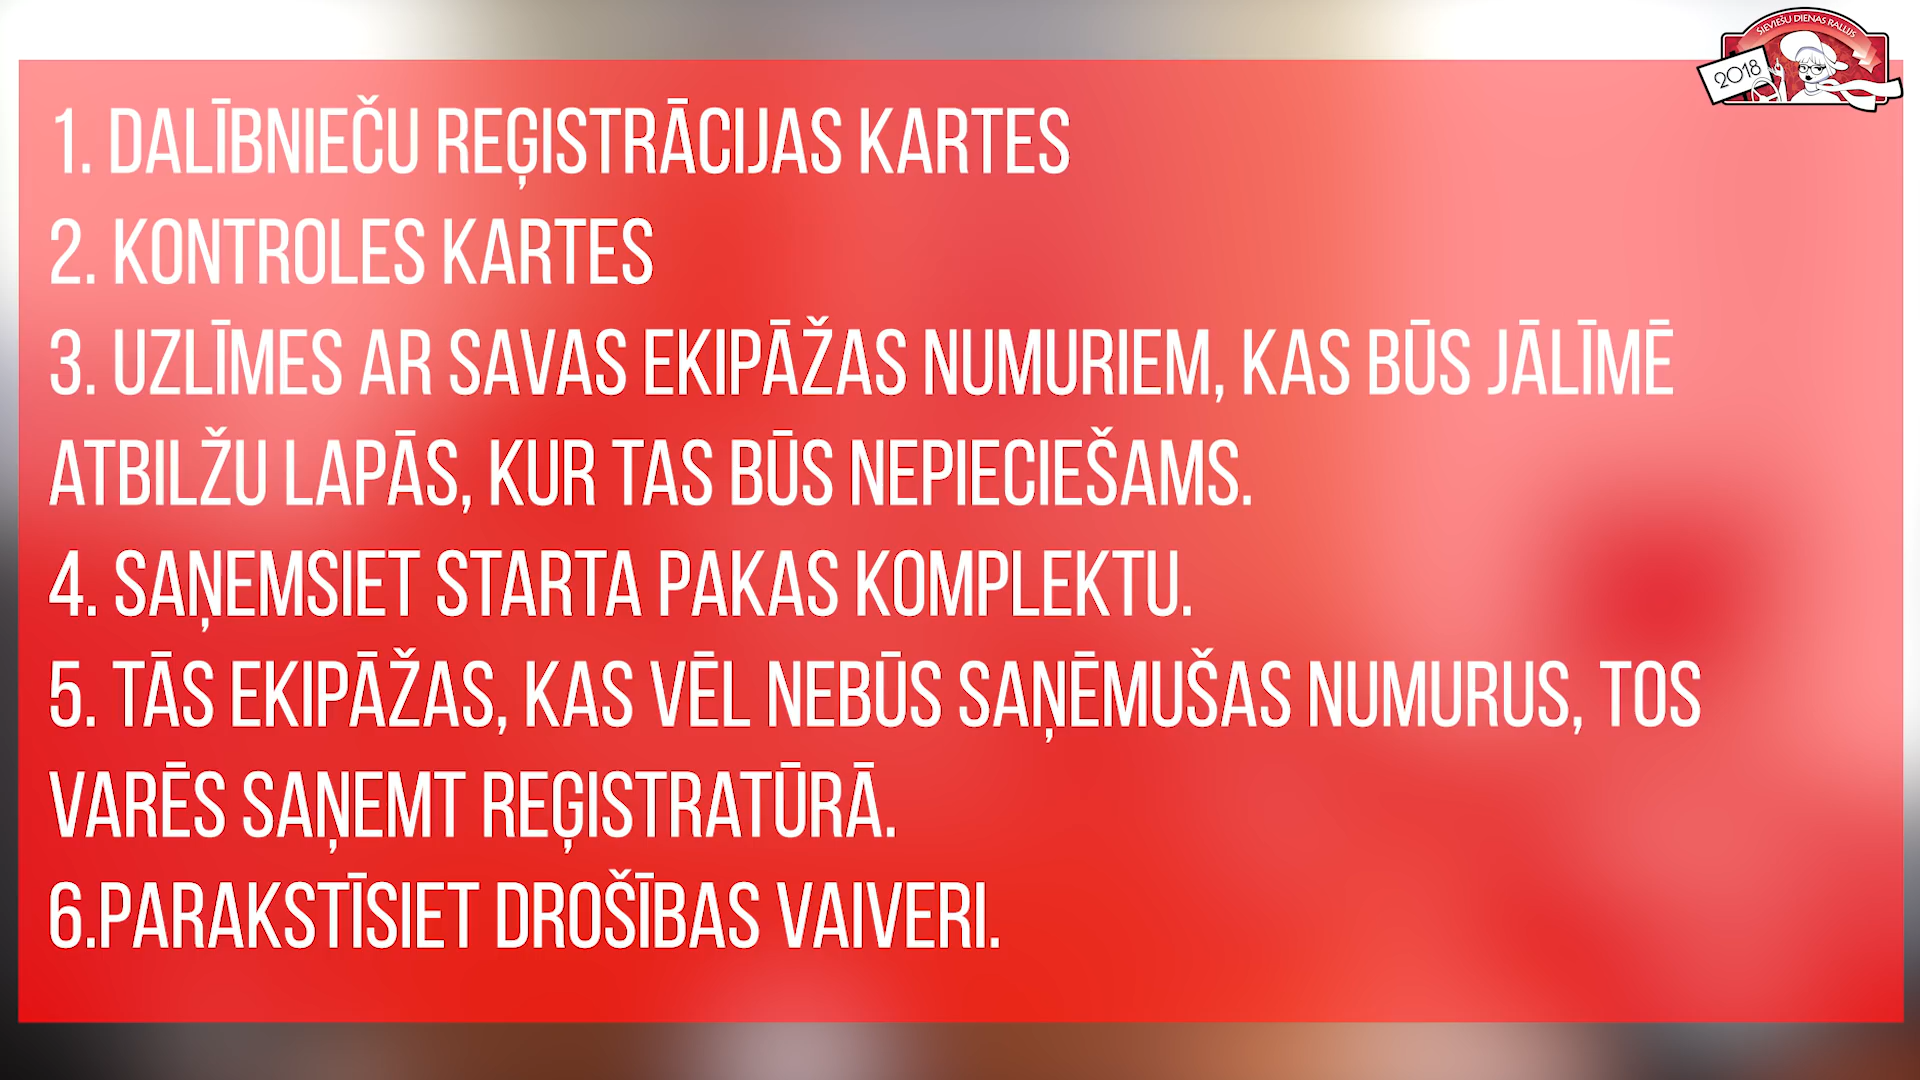 SIEVIEŠU DIENAS RALLIJS
2018
1. DALĪBNIEČU REĢISTRĀCIJAS KARTES
2. KONTROLES KARTES
3. UZLĪMES AR SAVAS EKIPĀŽAS NUMURIEM, KAS BŪS JĀLĪMĒ
ATBILŽU LAPĀS, KUR TAS BŪS NEPIECIEŠAMS.
4. SAŅEMSIET STARTA PAKAS KOMPLEKTU.
5. TĀS EKIPĀŽAS, KAS VĒL NEBŪS SAŅĒMUŠAS NUMURUS, TOS
VARĒS SAŅEMT REĢISTRATŪRĀ.
6.PARAKSTĪSIET DROŠĪBAS VAIVERI.